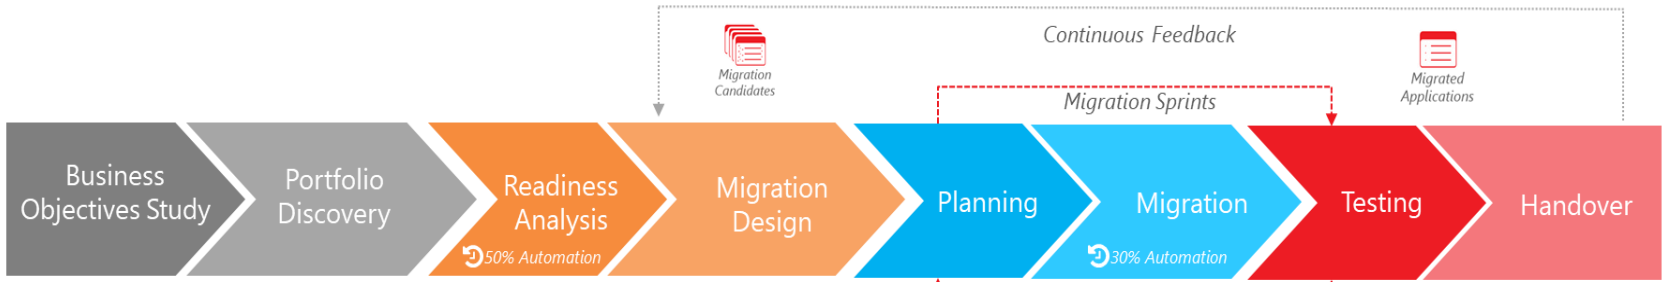 Continuous Feedback
Migration
Candidates
Migrated
Applications
Migration Sprints
Business
Objectives Study
Portfolio
Discovery
Readiness
Analysis
50% Automation
Migration
Design
Planning
Migration
30% Automation
Testing
Handover